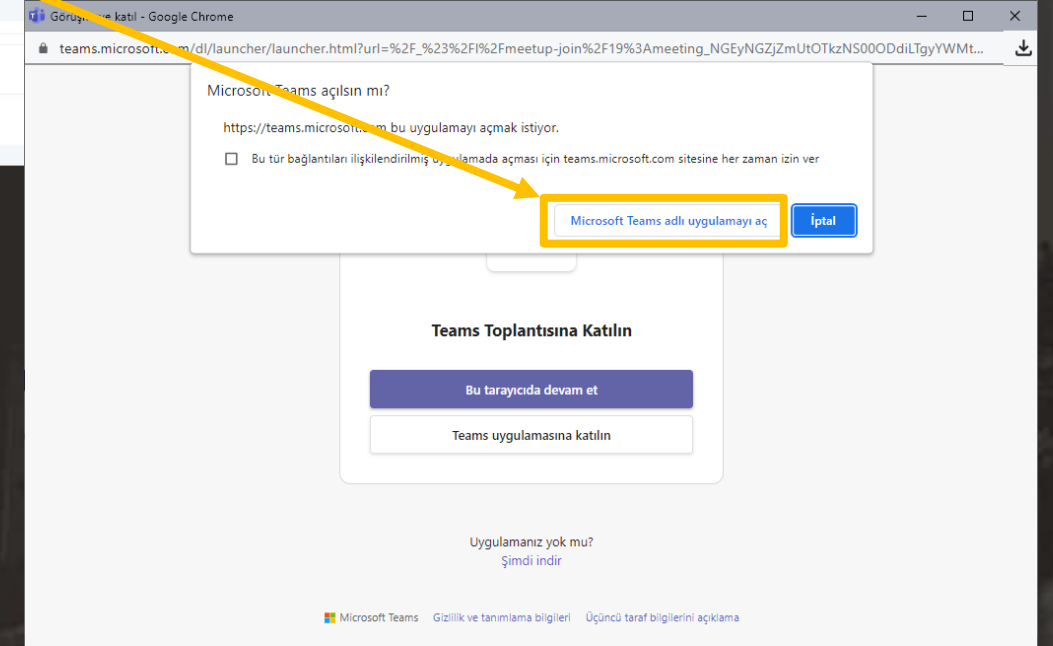 Görüşme ve katıl - Google Chrome
teams.microsoft.com/dl/launcher/launcher.html?url=%2F_%23%2Fl%2Fmeetup-join%2F19%3Ameeting_NGEyNGZjZmUtOTkzNS00ODdiLTgyYWMt...
Microsoft Teams açılsın mı?
https://teams.microsoft.com bu uygulamayı açmak istiyor.
Bu tür bağlantıları ilişkilendirilmiş uygulamada açması için teams.microsoft.com sitesine her zaman izin ver
Microsoft Teams adlı uygulamayı aç
İptal
Teams Toplantısına Katılın
Bu tarayıcıda devam et
Teams uygulamasına katılın
Uygulamanız yok mu?
Şimdi indir
Microsoft Teams Gizlilik ve tanımlama bilgileri Üçüncü taraf bilgilerini açıklama